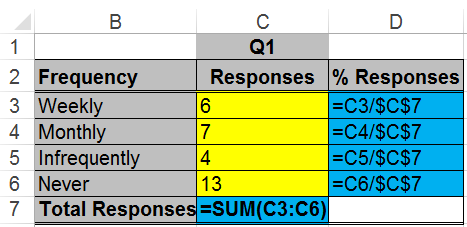 B C D
1 Q1
2 Frequency Responses % Responses
3 Weekly 6 =C3/$C$7
4 Monthly 7 =C4/$C$7
5 Infrequently 4 =C5/$C$7
6 Never 13 =C6/$C$7
7 Total Responses =SUM(C3:C6)